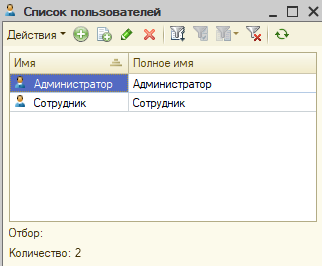 Список пользователей
Действия
Имя Полное имя
Администратор Администратор
Сотрудник Сотрудник
Отбор:
Количество: 2